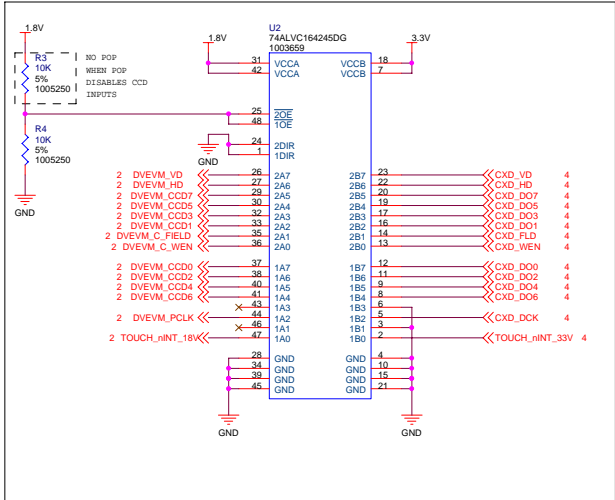 1.8V
R3
10K
5%
1005250
NO POP
WHEN POP
DISABLES CCD
INPUTS
R4
10K
5%
1005250
GND
U2
74ALVC164245DG
1003659
1.8V
3.3V
31 VCCA VCCB 18
42 VCCA VCCB 7
25 2OE
48 1OE
24 2DIR
1 1DIR
GND
2 DVEVM_VD 26 2A7 2B7 23 CXD_VD 4
2 DVEVM_HD 27 2A6 2B6 22 CXD_HD 4
2 DVEVM_CCD7 29 2A5 2B5 20 CXD_DO7 4
2 DVEVM_CCD5 30 2A4 2B4 19 CXD_DO5 4
2 DVEVM_CCD3 32 2A3 2B3 17 CXD_DO3 4
2 DVEVM_CCD1 33 2A2 2B2 16 CXD_DO1 4
2 DVEVM_C_FIELD 35 2A1 2B1 14 CXD_FLD 4
2 DVEVM_C_WEN 36 2A0 2B0 13 CXD_WEN 4
2 DVEVM_CCD0 37 1A7 1B7 12 CXD_DO0 4
2 DVEVM_CCD2 38 1A6 1B6 11 CXD_DO2 4
2 DVEVM_CCD4 40 1A5 1B5 9 CXD_DO4 4
2 DVEVM_CCD6 41 1A4 1B4 8 CXD_DO6 4
43 1A3 1B3 6
2 DVEVM_PCLK 44 1A2 1B2 5 CXD_DCK 4
46 1A1 1B1 3
2 TOUCH_nINT_18V 47 1A0 1B0 2 TOUCH_nINT_33V 4
28 GND GND 4
34 GND GND 10
39 GND GND 15
45 GND GND 21
GND
GND